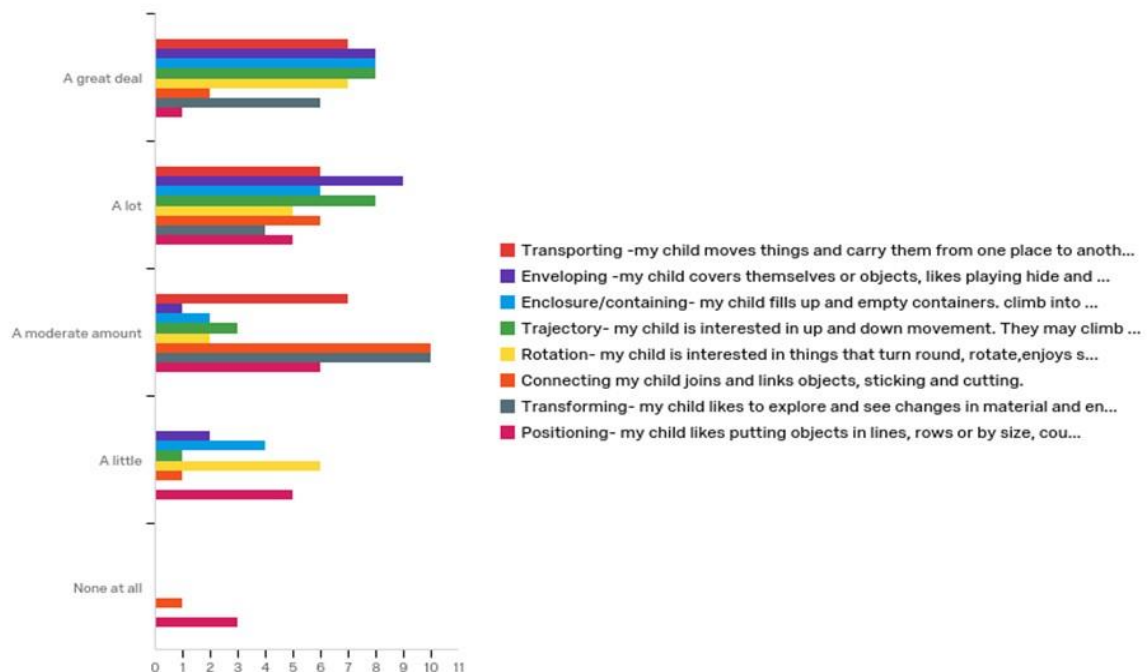 A great deal
A lot
A moderate amount
A little
None at all
0 1 2 3 4 5 6 7 8 9 10 11
Transporting -my child moves things and carry them from one place to anoth...
Enveloping -my child covers themselves or objects, likes playing hide and ...
Enclosure/containing- my child fills up and empty containers. climb into ...
Trajectory- my child is interested in up and down movement. They may climb ...
Rotation- my child is interested in things that turn round, rotate,enjoys s...
Connecting my child joins and links objects, sticking and cutting.
Transforming- my child likes to explore and see changes in material and en...
Positioning- my child likes putting objects in lines, rows or by size, cou...